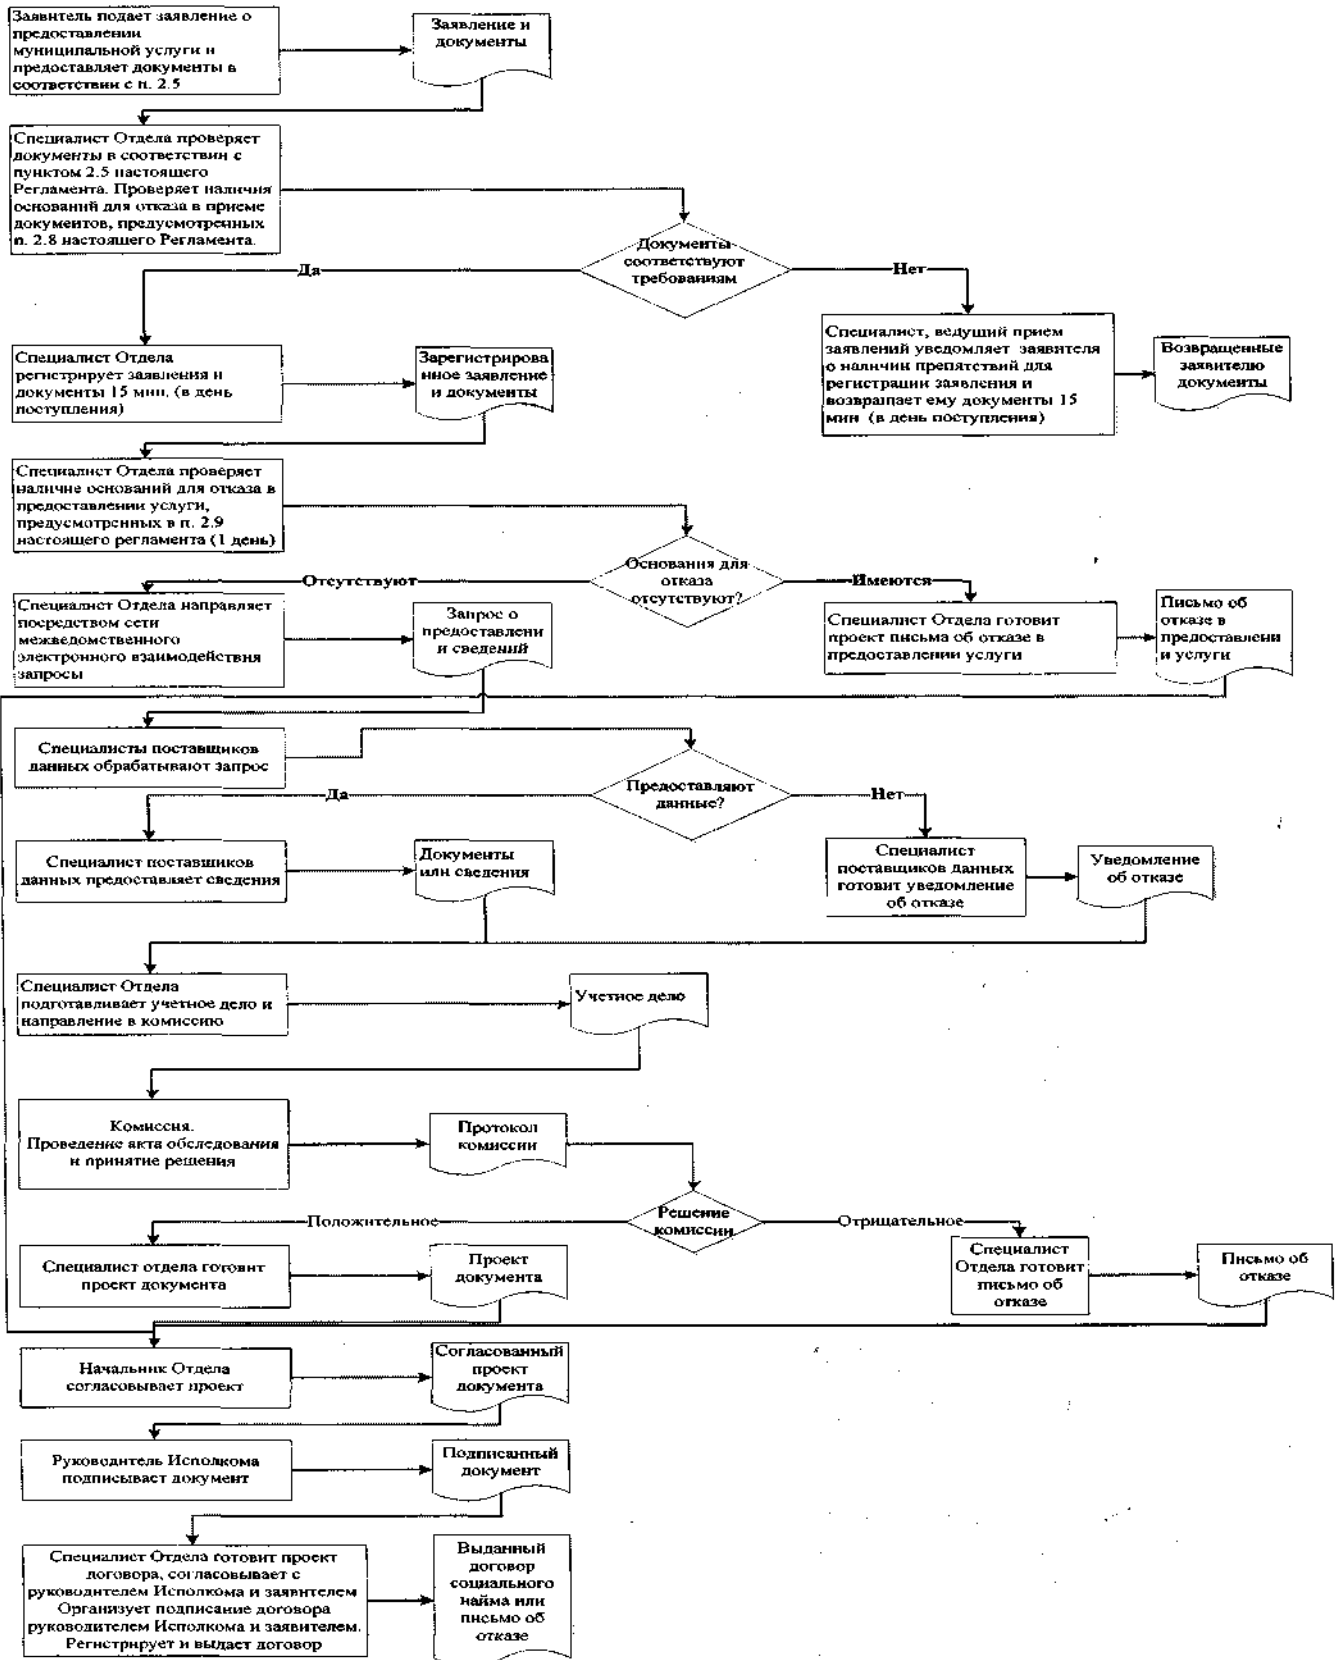 Заявитель подает заявление о
предоставлении
муниципальной услуги и
предоставляет документы в
соответствии с п. 2.5
Заявление и
документы
Специалист Отдела проверяет
документы в соответствии с
пунктом 2.5 настоящего
Регламента. Проверяет наличия
оснований для отказа в приеме
документов, предусмотренных
п. 2.8 настоящего Регламента.
Документы
соответствуют
требованиям
Да
Нет
Специалист Отдела
регистрирует заявления и
документы 15 мин. (в день
поступления)
Зарегистрирова
нное заявление
и документы
Специалист, ведущий прием
заявлений уведомляет заявителя
о наличии препятствий для
регистрации заявления и
возвращает ему документы 15
мин (в день поступления)
Возвращенные
заявителю
документы
Специалист Отдела проверяет
наличие оснований для отказа в
предоставлении услуги,
предусмотренных в п. 2.9
настоящего регламента (1 день)
Основания для
отказа
отсутствуют?
Отсутствуют
Имеются
Специалист Отдела направляет
посредством сети
межведомственного
электронного взаимодействия
запросы
Запрос о
предоставлени
и сведений
Специалист Отдела готовит
проект письма об отказе в
предоставлении услуги
Письмо об
отказе в
предоставлени
и услуги
Специалисты поставщиков
данных обрабатывают запрос
Предоставляют
данные?
Да
Нет
Специалист поставщиков
данных предоставляет сведения
Документы
или сведения
Специалист
поставщиков данных
готовит уведомление
об отказе
Уведомление
об отказе
Специалист Отдела
подготавливает учетное дело и
направление в комиссию
Учетное дело
Комиссия.
Проведение акта обследования
и принятие решения
Протокол
комиссии
Решение
комиссии
Положительное
Отрицательное
Специалист отдела готовит
проект документа
Проект
документа
Специалист
Отдела готовит
письмо об
отказе
Письмо об
отказе
Начальник Отдела
согласовывает проект
Согласованный
проект
документа
Руководитель Исполкома
подписывает документ
Подписанный
документ
Специалист Отдела готовит проект
договора, согласовывает с
руководителем Исполкома и заявителем
Организует подписание договора
руководителем Исполкома и заявителем.
Регистрирует и выдает договор
Выданный
договор
социального
найма или
письмо об
отказе